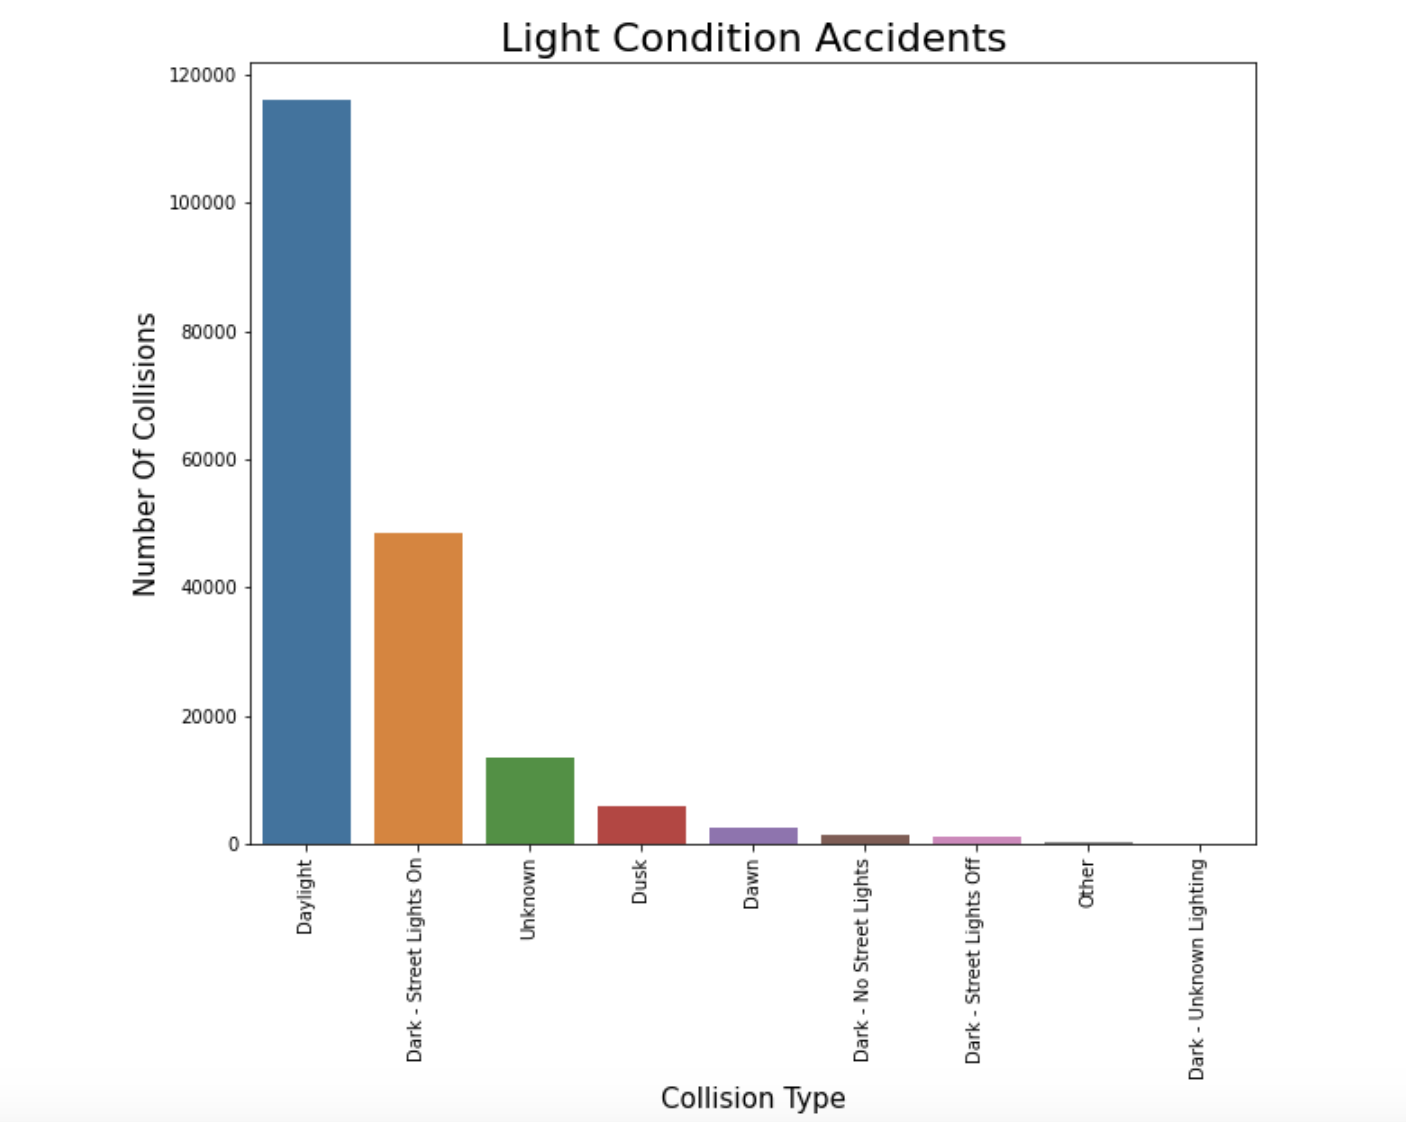 Light Condition Accidents
120000
100000
80000
60000
40000
20000
0
Number Of Collisions
Daylight
Dark - Street Lights On
Unknown
Dusk
Dawn
Dark - No Street Lights
Dark - Street Lights Off
Other
Dark - Unknown Lighting
Collision Type